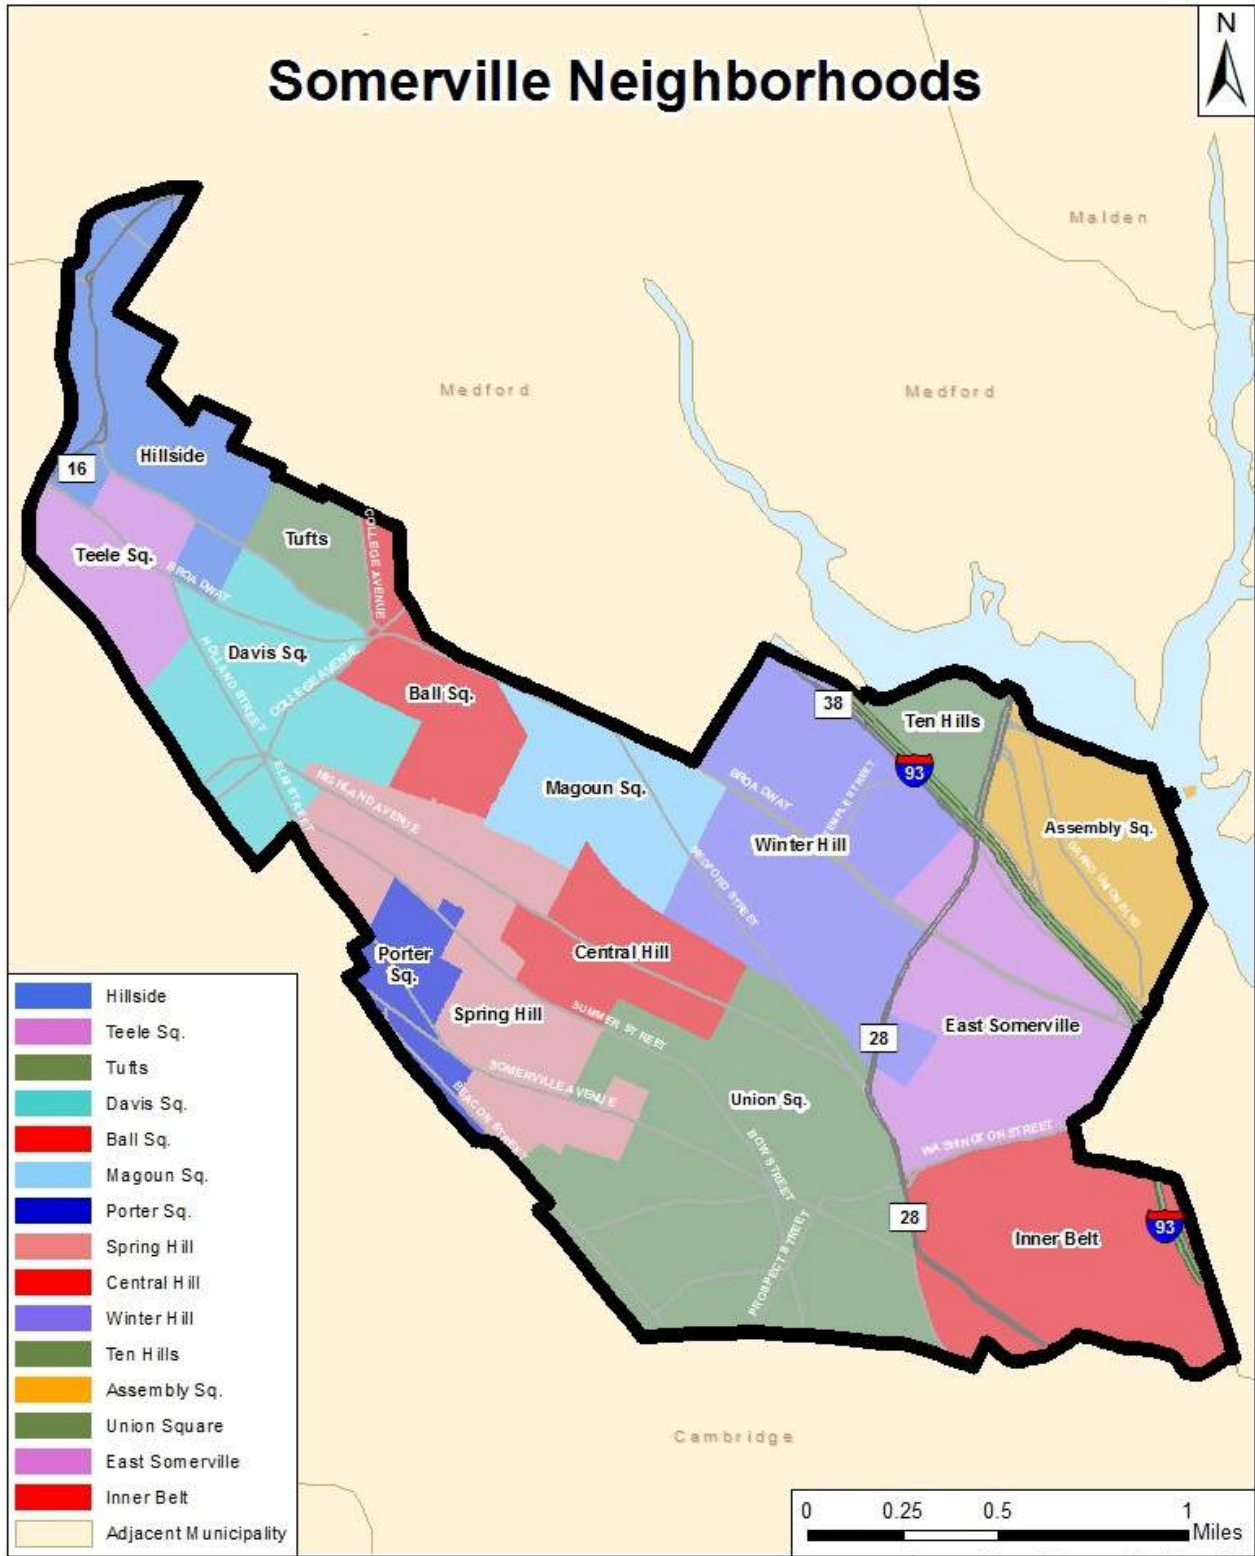 N
Somerville Neighborhoods
Malden
Medford
Medford
Hillside
16
Tufts
COLLEGE AVENUE
Teele Sq.
BROADWAY
Davis Sq.
HOLLAND STREET
COLLEGE AVENUE
Ball Sq.
38
Ten Hills
93
ELM STREET
HIGHLAND AVENUE
Magoun Sq.
BROADWAY
TEMPLE STREET
Winter Hill
Assembly Sq.
GRAND UNION BLVD
MEDFORD STREET
Porter
Sq.
Central Hill
Spring Hill
SUMMER STREET
28
East Somerville
SOMERVILLE AVENUE
BEACON STREET
Union Sq.
BOW STREET
WASHINGTON STREET
PROSPECT STREET
28
Inner Belt
93
Cambridge
Hillside
Teele Sq.
Tufts
Davis Sq.
Ball Sq.
Magoun Sq.
Porter Sq.
Spring Hill
Central Hill
Winter Hill
Ten Hills
Assembly Sq.
Union Square
East Somerville
Inner Belt
Adjacent Municipality
0 0.25 0.5 1
Miles